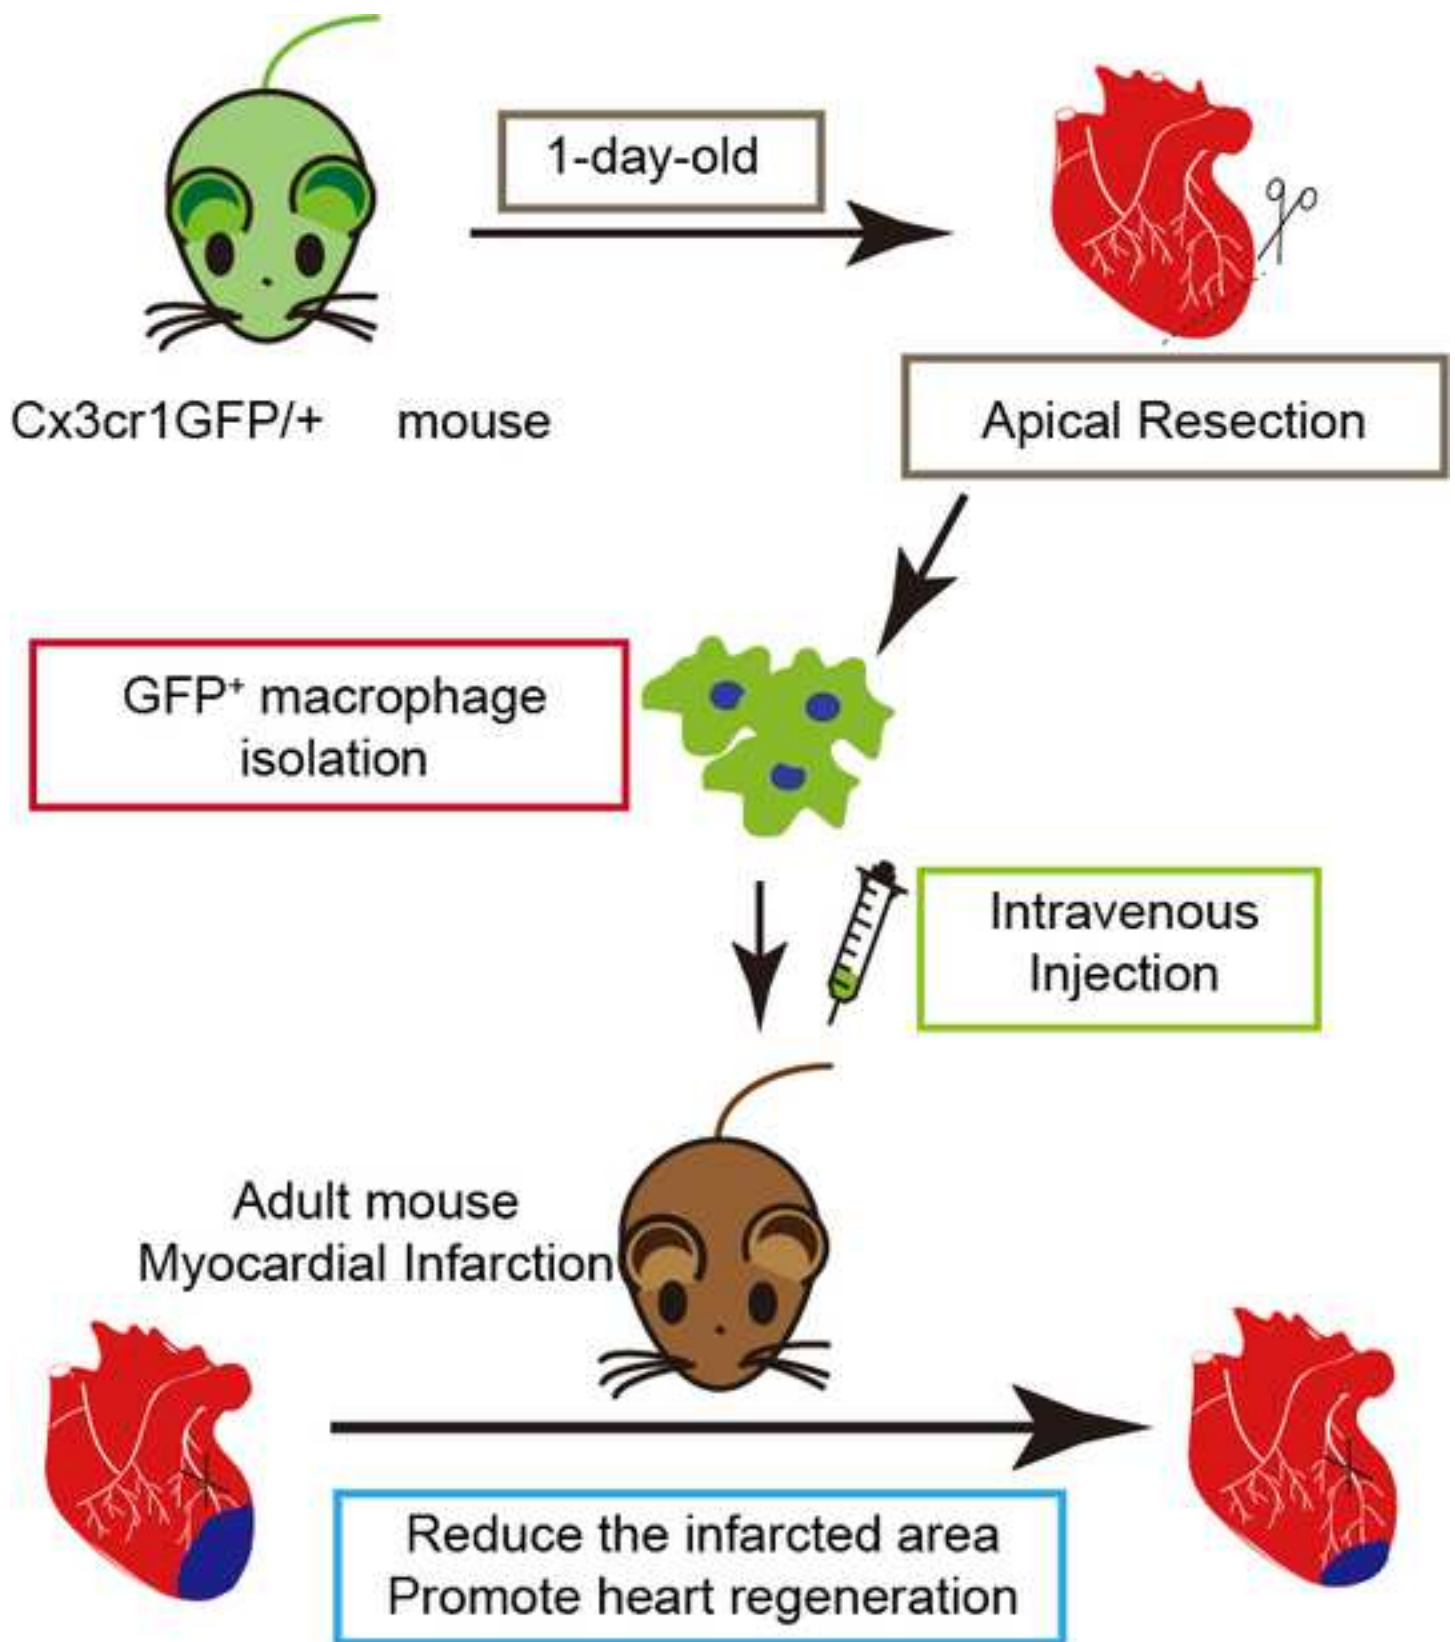 1-day-old
Cx3cr1GFP/+ mouse
Apical Resection
GFP⁺ macrophage
isolation
Intravenous
Injection
Adult mouse
Myocardial Infarction
Reduce the infarcted area
Promote heart regeneration